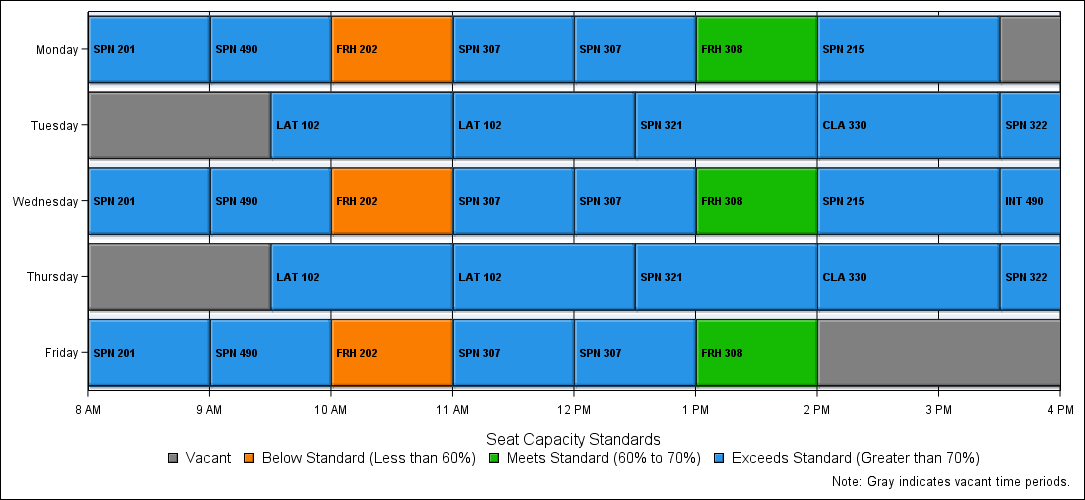 Monday SPN 201 SPN 490 FRH 202 SPN 307 SPN 307 FRH 308 SPN 215
Tuesday LAT 102 LAT 102 SPN 321 CLA 330 SPN 322
Wednesday SPN 201 SPN 490 FRH 202 SPN 307 SPN 307 FRH 308 SPN 215 INT 490
Thursday LAT 102 LAT 102 SPN 321 CLA 330 SPN 322
Friday SPN 201 SPN 490 FRH 202 SPN 307 SPN 307 FRH 308
8 AM 9 AM 10 AM 11 AM 12 PM 1 PM 2 PM 3 PM 4 PM
Seat Capacity Standards
Vacant Below Standard (Less than 60%) Meets Standard (60% to 70%) Exceeds Standard (Greater than 70%)
Note: Gray indicates vacant time periods.